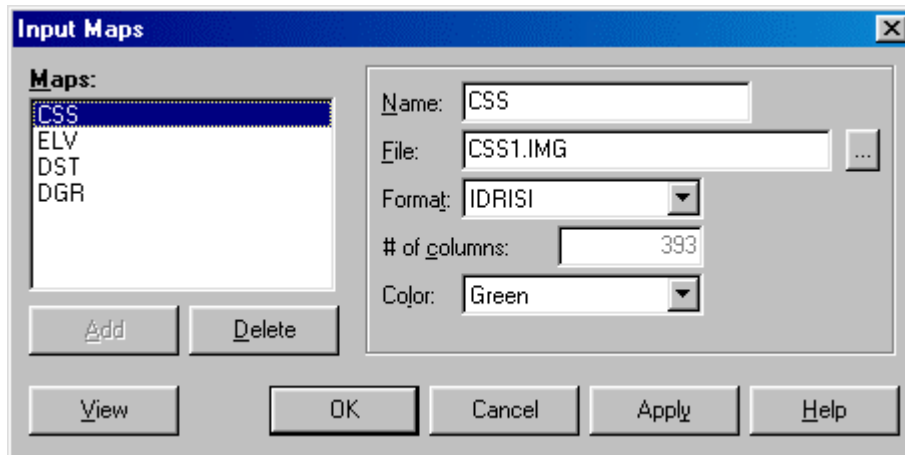 Input Maps
Maps:
CSS
ELV
DST
DGR
Add
Delete
Name: CSS
File: CSS1.IMG
...
Format: IDRISI
# of columns: 393
Color: Green
View
OK
Cancel
Apply
Help